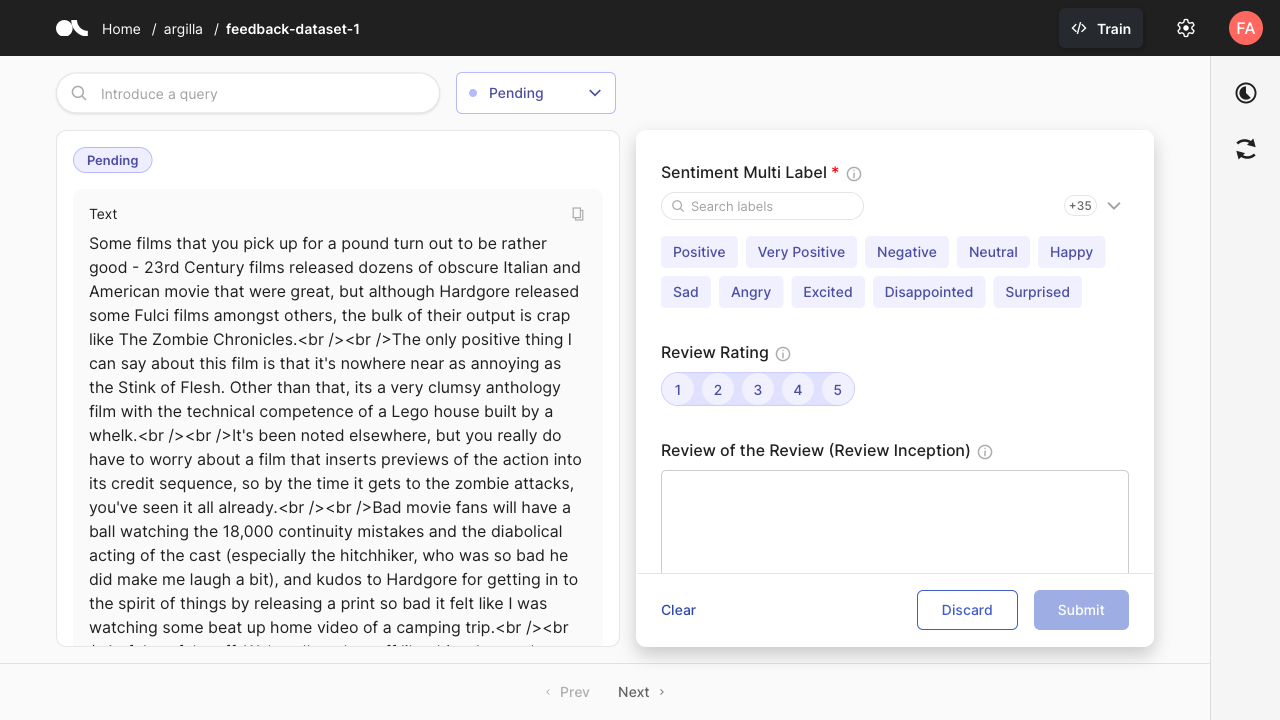 Home / argilla / feedback-dataset-1
Train
FA
Introduce a query
Pending
Pending
Text
Some films that you pick up for a pound turn out to be rather
good - 23rd Century films released dozens of obscure Italian and
American movie that were great, but although Hardgore released
some Fulci films amongst others, the bulk of their output is crap
like The Zombie Chronicles.<br /><br />The only positive thing I
can say about this film is that it's nowhere near as annoying as
the Stink of Flesh. Other than that, its a very clumsy anthology
film with the technical competence of a Lego house built by a
whelk.<br /><br />It's been noted elsewhere, but you really do
have to worry about a film that inserts previews of the action into
its credit sequence, so by the time it gets to the zombie attacks,
you've seen it all already.<br /><br />Bad movie fans will have a
ball watching the 18,000 continuity mistakes and the diabolical
acting of the cast (especially the hitchhiker, who was so bad he
did make me laugh a bit), and kudos to Hardgore for getting in to
the spirit of things by releasing a print so bad it felt like I was
watching some beat up home video of a camping trip.<br /><br
Sentiment Multi Label *
Search labels
+35
Positive Very Positive Negative Neutral Happy
Sad Angry Excited Disappointed Surprised
Review Rating
1 2 3 4 5
Review of the Review (Review Inception)
Clear
Discard
Submit
Prev
Next